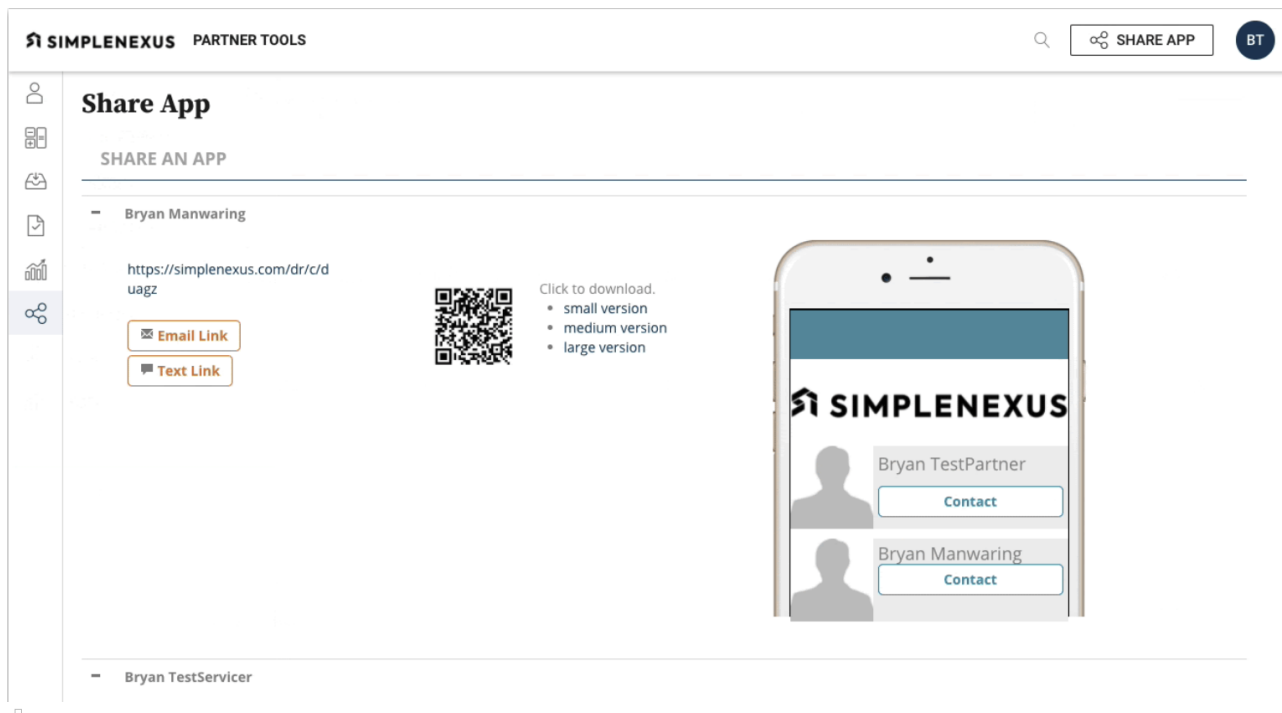 SIMPLENEXUS PARTNER TOOLS
SHARE APP
BT
Share App
SHARE AN APP
Bryan Manwaring
https://simplenexus.com/dr/c/d
uagz
Email Link
Text Link
Click to download.
small version
medium version
large version
SIMPLENEXUS
Bryan TestPartner
Contact
Bryan Manwaring
Contact
Bryan TestServicer